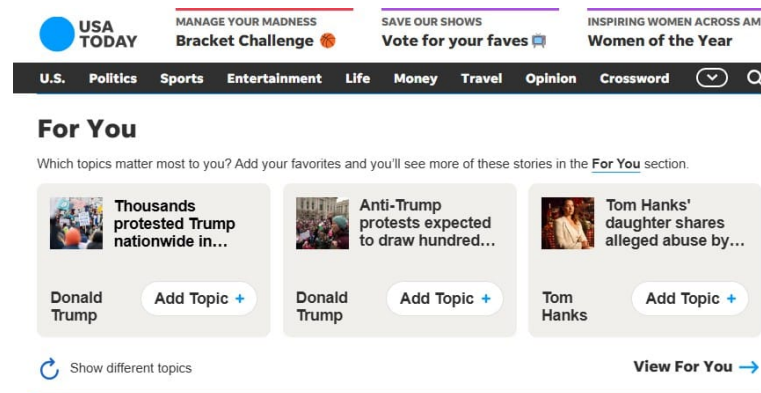 USA
TODAY
MANAGE YOUR MADNESS
Bracket Challenge
SAVE OUR SHOWS
Vote for your faves
INSPIRING WOMEN ACROSS AM
Women of the Year
U.S. Politics Sports Entertainment Life Money Travel Opinion Crossword
For You
Which topics matter most to you? Add your favorites and you'll see more of these stories in the For You section.
Thousands
protested Trump
nationwide in...
Donald
Trump
Add Topic +
Anti-Trump
protests expected
to draw hundred...
Donald
Trump
Add Topic +
Tom Hanks'
daughter shares
alleged abuse by...
Tom
Hanks
Add Topic +
Show different topics
View For You